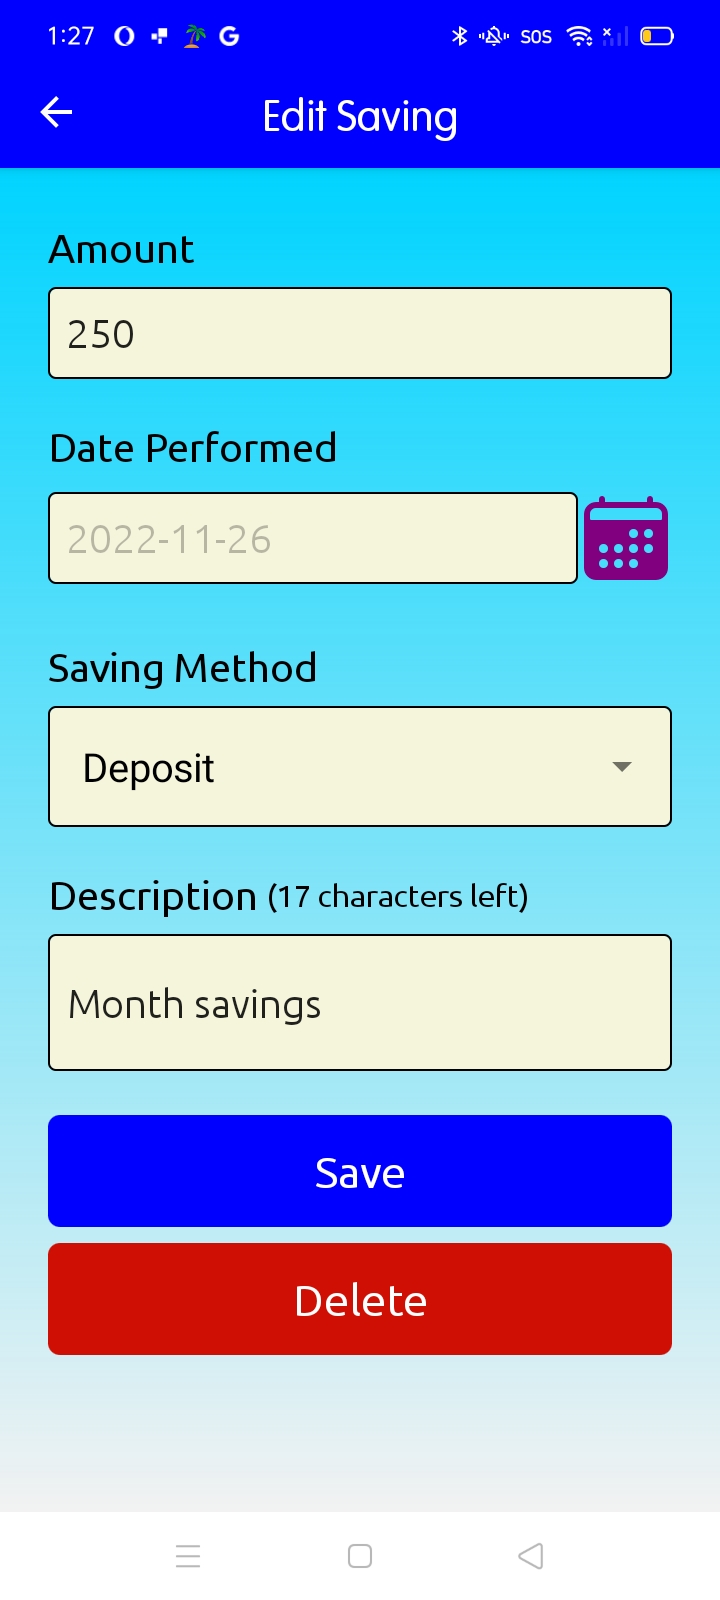 1:27 G SOS
Edit Saving
Amount
250
Date Performed
2022-11-26
Saving Method
Deposit
Description (17 characters left)
Month savings
Save
Delete